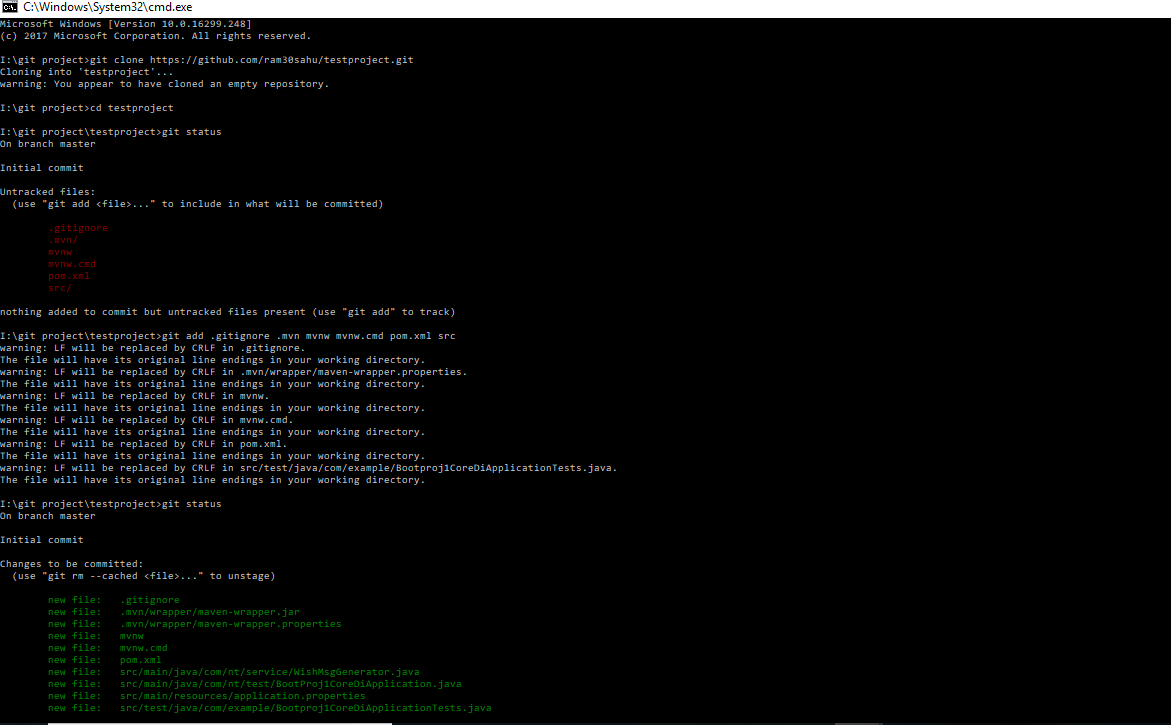 C:\Windows\System32\cmd.exe
Microsoft Windows [Version 10.0.16299.248]
(c) 2017 Microsoft Corporation. All rights reserved.
I:\git project>git clone https://github.com/ram30sahu/testproject.git
Cloning into 'testproject'...
warning: You appear to have cloned an empty repository.
I:\git project>cd testproject
I:\git project\testproject>git status
On branch master
Initial commit
Untracked files:
(use "git add <file>..." to include in what will be committed)
.gitignore
.mvn/
mvnw
mvnw.cmd
pom.xml
src/
nothing added to commit but untracked files present (use "git add" to track)
I:\git project\testproject>git add .gitignore .mvn mvnw mvnw.cmd pom.xml src
warning: LF will be replaced by CRLF in .gitignore.
The file will have its original line endings in your working directory.
warning: LF will be replaced by CRLF in .mvn/wrapper/maven-wrapper.properties.
The file will have its original line endings in your working directory.
warning: LF will be replaced by CRLF in mvnw.
The file will have its original line endings in your working directory.
warning: LF will be replaced by CRLF in mvnw.cmd.
The file will have its original line endings in your working directory.
warning: LF will be replaced by CRLF in pom.xml.
The file will have its original line endings in your working directory.
warning: LF will be replaced by CRLF in src/test/java/com/example/Bootproj1CoreDiApplicationTests.java.
The file will have its original line endings in your working directory.
I:\git project\testproject>git status
On branch master
Initial commit
Changes to be committed:
(use "git rm --cached <file>..." to unstage)
new file: .gitignore
new file: .mvn/wrapper/maven-wrapper.jar
new file: .mvn/wrapper/maven-wrapper.properties
new file: mvnw
new file: mvnw.cmd
new file: pom.xml
new file: src/main/java/com/nt/service/WishMsgGenerator.java
new file: src/main/java/com/nt/test/BootProj1CoreDiApplication.java
new file: src/main/resources/application.properties
new file: src/test/java/com/example/Bootproj1CoreDiApplicationTests.java